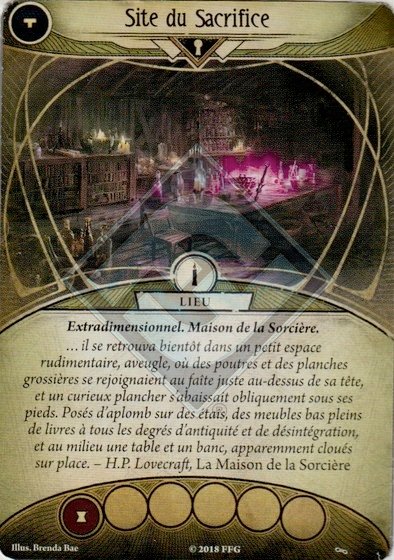 Site du Sacrifice
LIEU
Extradimensionnel. Maison de la Sorcière.
… il se retrouva bientôt dans un petit espace
rudimentaire, aveugle, où des poutres et des planches
grossières se rejoignaient au faîte juste au-dessus de sa tête,
et un curieux plancher s'abaissait obliquement sous ses
pieds. Posés d'aplomb sur des étais, des meubles bas pleins
de livres à tous les degrés d'antiquité et de désintégration,
et au milieu une table et un banc, apparemment cloués
sur place. – H.P. Lovecraft, La Maison de la Sorcière
Illus. Brenda Bae
© 2018 FFG